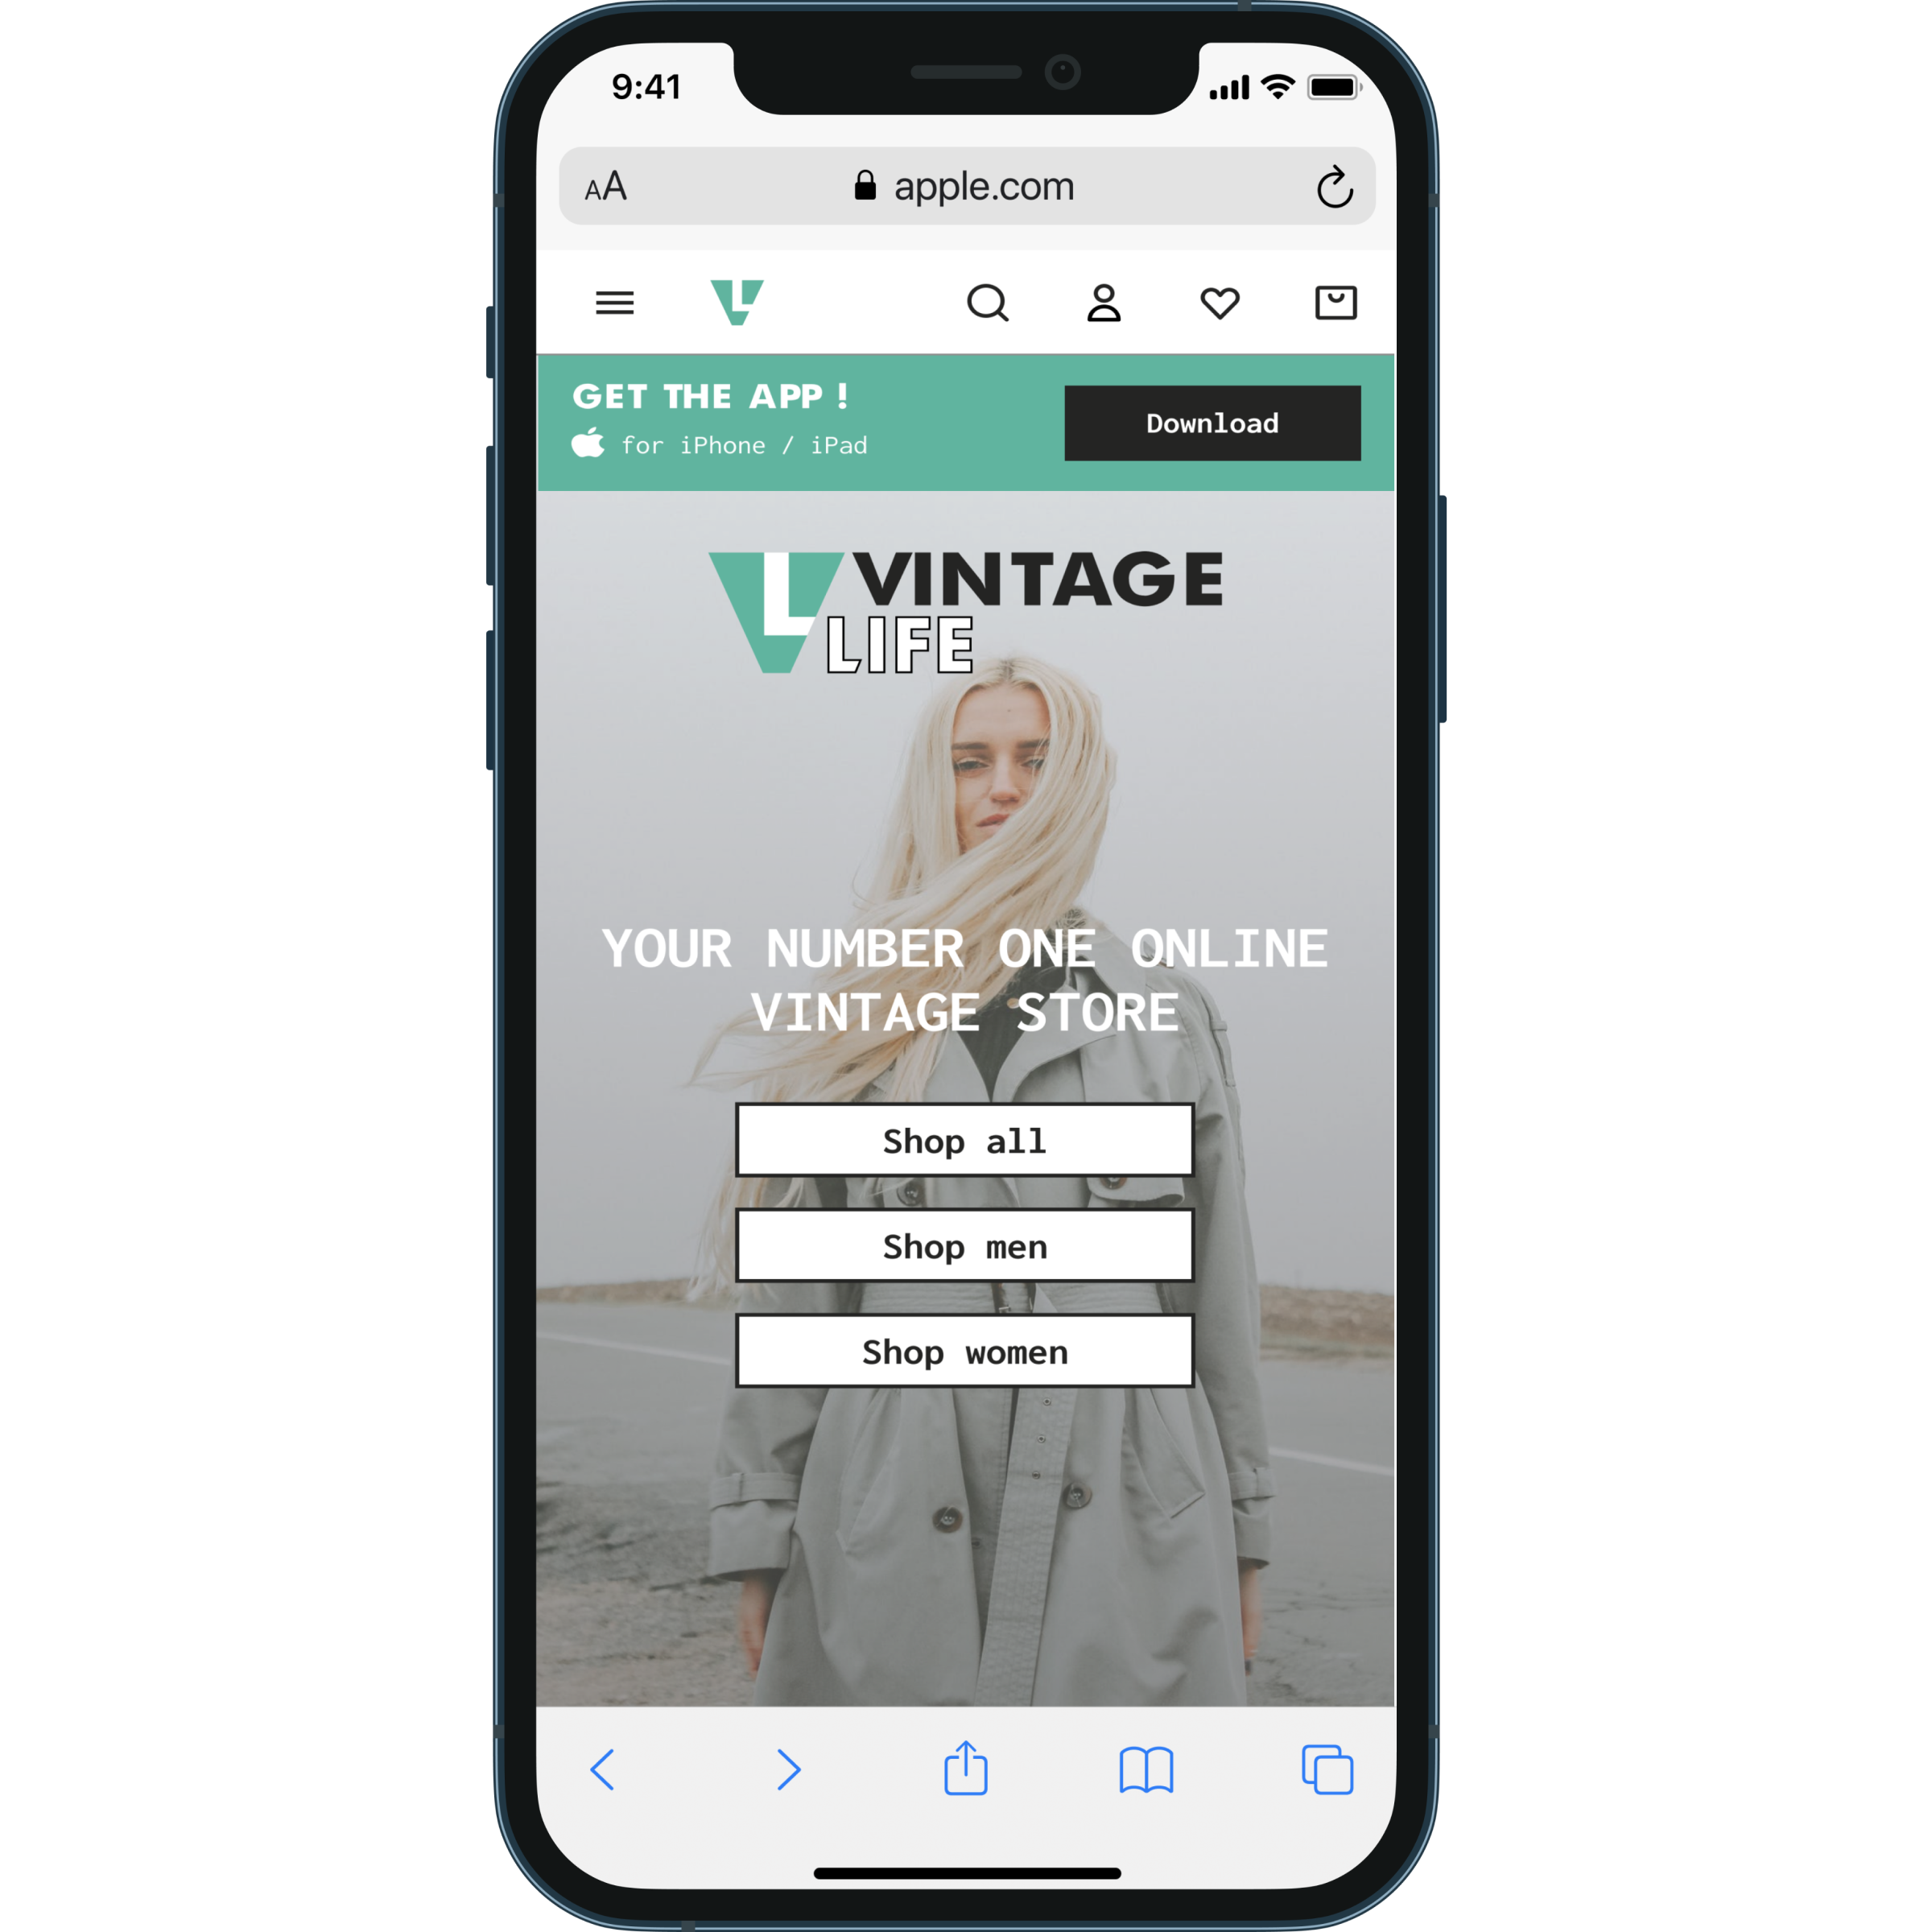 9:41
AA apple.com
GET THE APP !
for iPhone / iPad
Download
VINTAGE
LIFE
YOUR NUMBER ONE ONLINE
VINTAGE STORE
Shop all
Shop men
Shop women